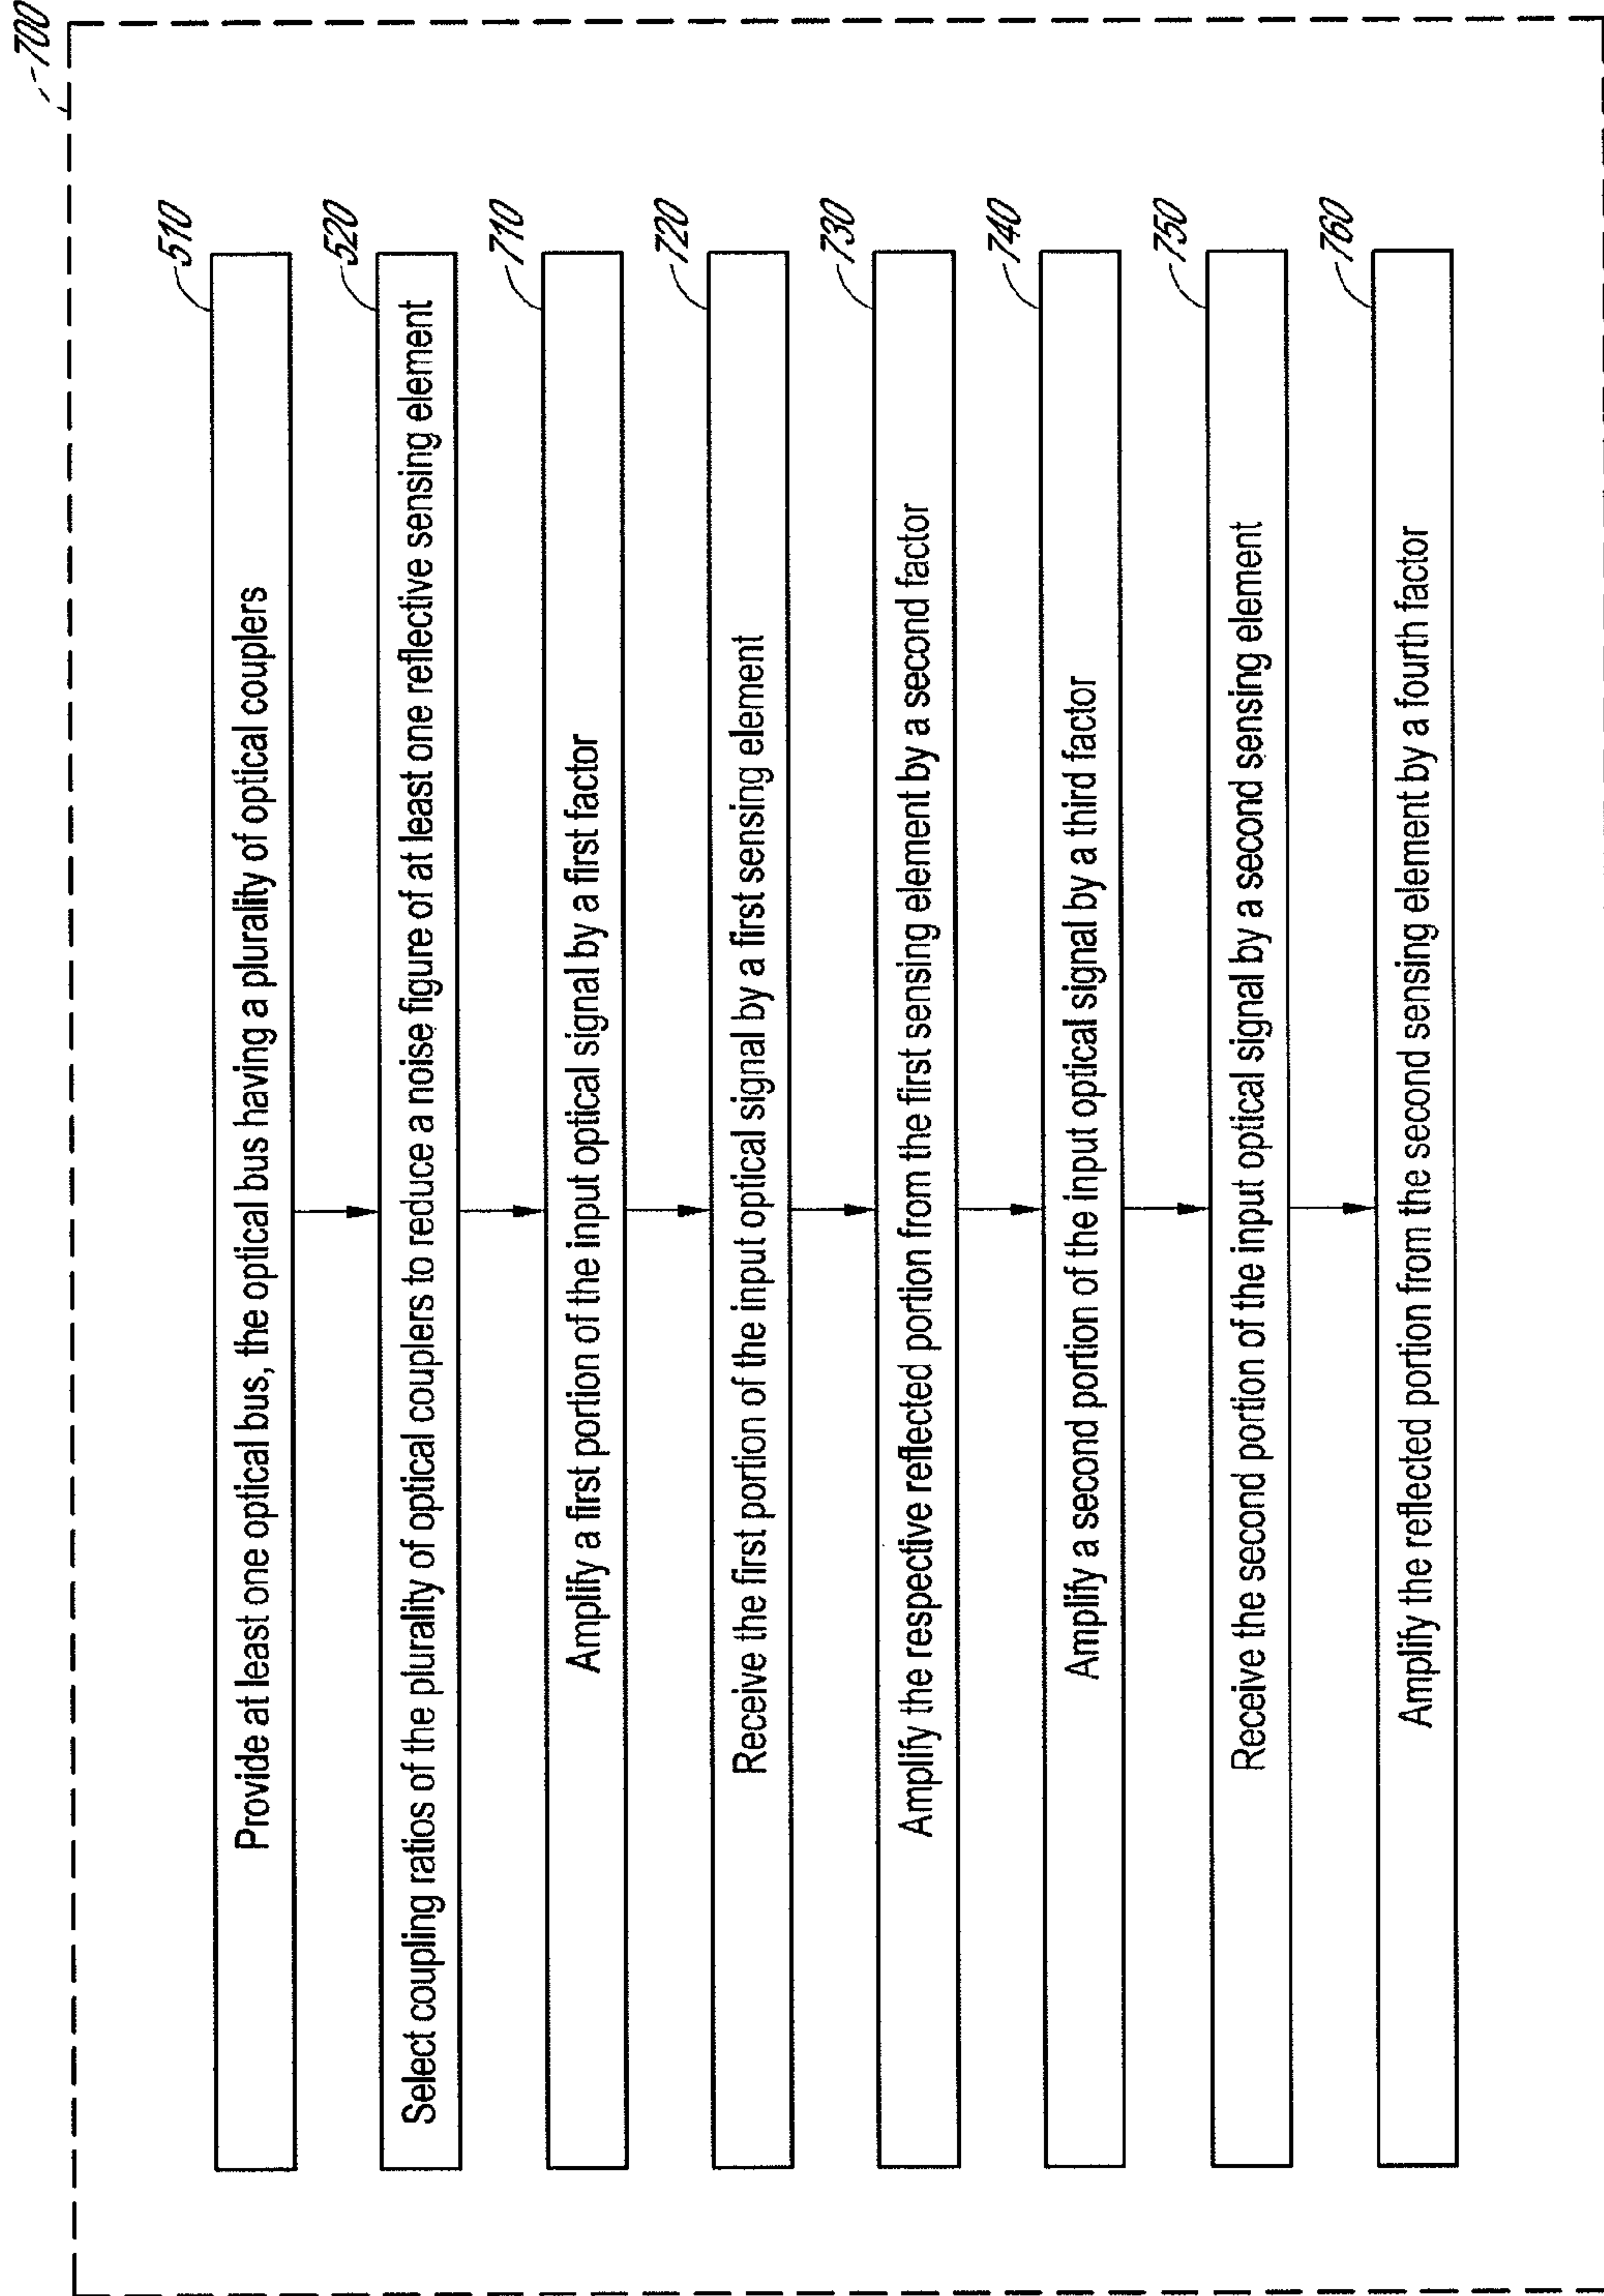 700
510
Provide at least one optical bus, the optical bus having a plurality of optical couplers
520
Select coupling ratios of the plurality of optical couplers to reduce a noise figure of at least one reflective sensing element
710
Amplify a first portion of the input optical signal by a first factor
720
Receive the first portion of the input optical signal by a first sensing element
730
Amplify the respective reflected portion from the first sensing element by a second factor
740
Amplify a second portion of the input optical signal by a third factor
750
Receive the second portion of the input optical signal by a second sensing element
760
Amplify the reflected portion from the second sensing element by a fourth factor